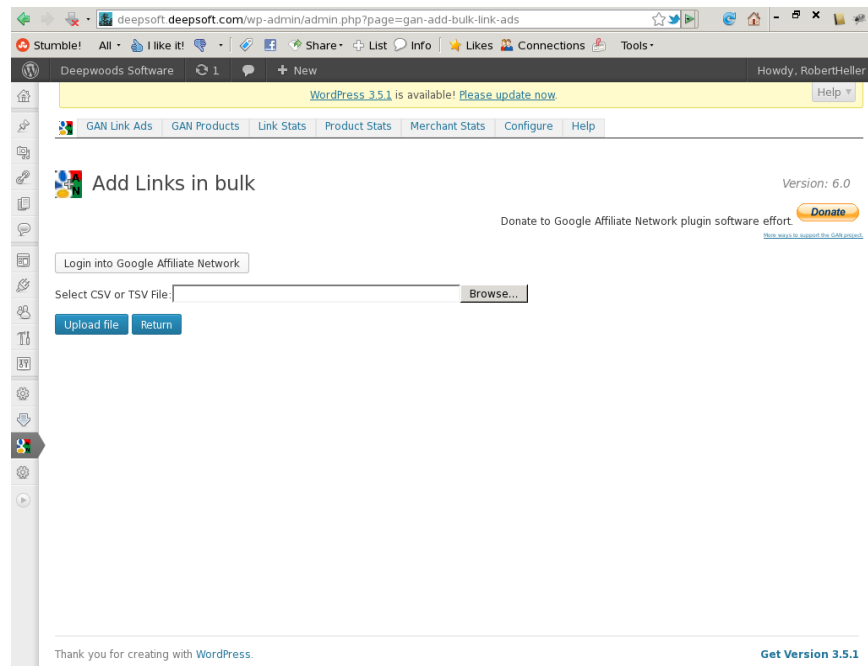 deepsoft.deepsoft.com/wp-admin/admin.php?page=gan-add-bulk-link-ads
Stumble! All I like it! Share List Info Likes Connections Tools
Deepwoods Software 1 + New Howdy, RobertHeller
WordPress 3.5.1 is available! Please update now. Help
GAN Link Ads GAN Products Link Stats Product Stats Merchant Stats Configure Help
Add Links in bulk
Version: 6.0
Donate to Google Affiliate Network plugin software effort. Donate
More ways to support the GAN project.
Login into Google Affiliate Network
Select CSV or TSV File: Browse...
Upload file Return
Thank you for creating with WordPress. Get Version 3.5.1